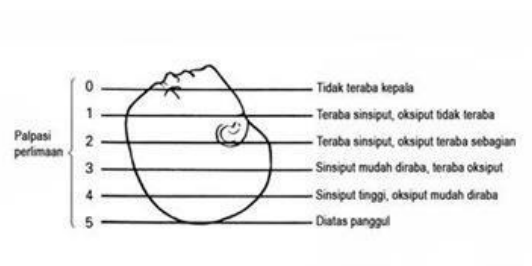 Palpasi
perlimaan
0 Tidak teraba kepala
1 Teraba sinsiput, oksiput tidak teraba
2 Teraba sinsiput, oksiput teraba sebagian
3 Sinsiput mudah diraba, teraba oksiput
4 Sinsiput tinggi, oksiput mudah diraba
5 Diatas panggul